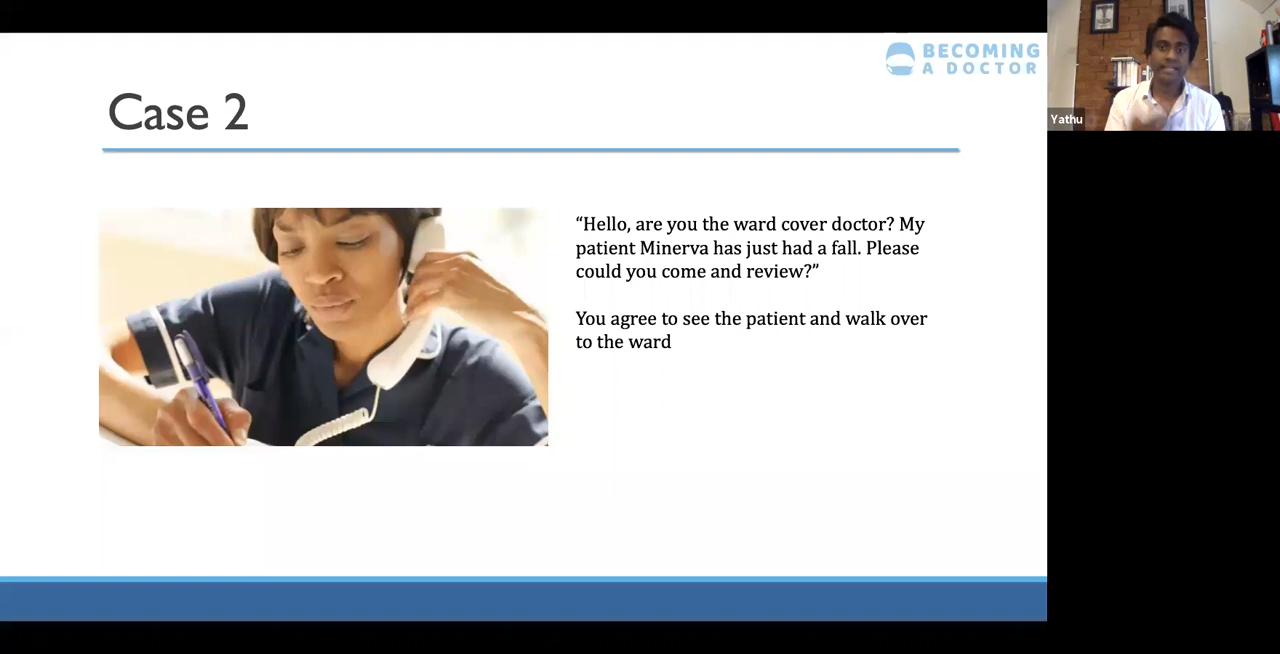 BECOMING
A DOCTOR
Yathu
Case 2
“Hello, are you the ward cover doctor? My
patient Minerva has just had a fall. Please
could you come and review?”
You agree to see the patient and walk over
to the ward